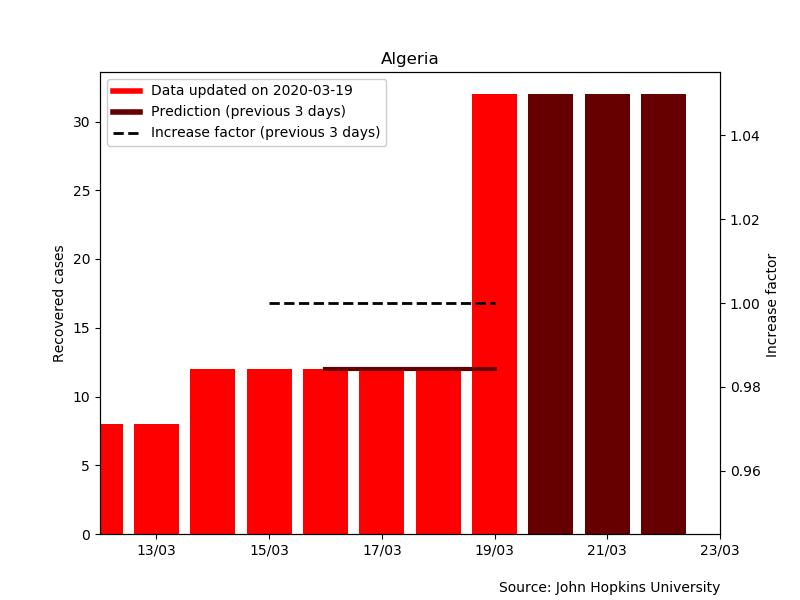 Algeria
Data updated on 2020-03-19
Prediction (previous 3 days)
Increase factor (previous 3 days)
30
25
20
15
10
5
0
Recovered cases
1.04
1.02
1.00
0.98
0.96
Increase factor
13/03 15/03 17/03 19/03 21/03 23/03
Source: John Hopkins University